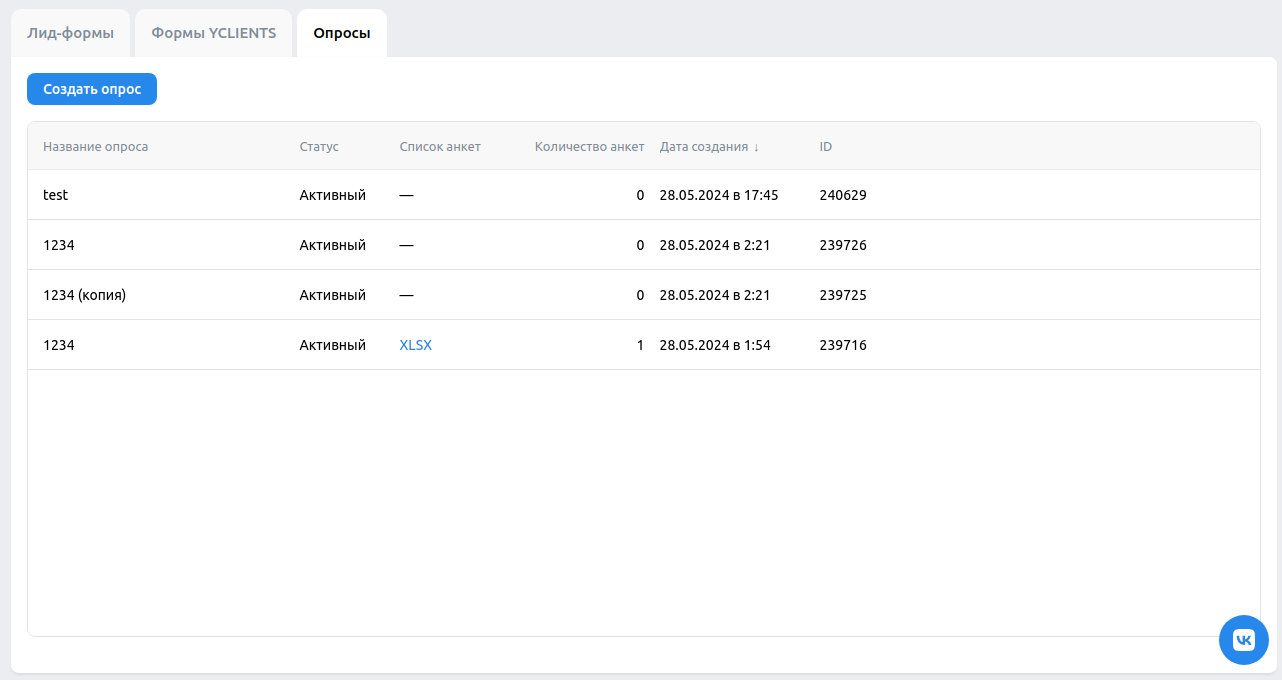 Лид-формы Формы YCLIENTS Опросы
Создать опрос
Название опроса Статус Список анкет Количество анкет Дата создания ↓ ID
test Активный — 0 28.05.2024 в 17:45 240629
1234 Активный — 0 28.05.2024 в 2:21 239726
1234 (копия) Активный — 0 28.05.2024 в 2:21 239725
1234 Активный XLSX 1 28.05.2024 в 1:54 239716